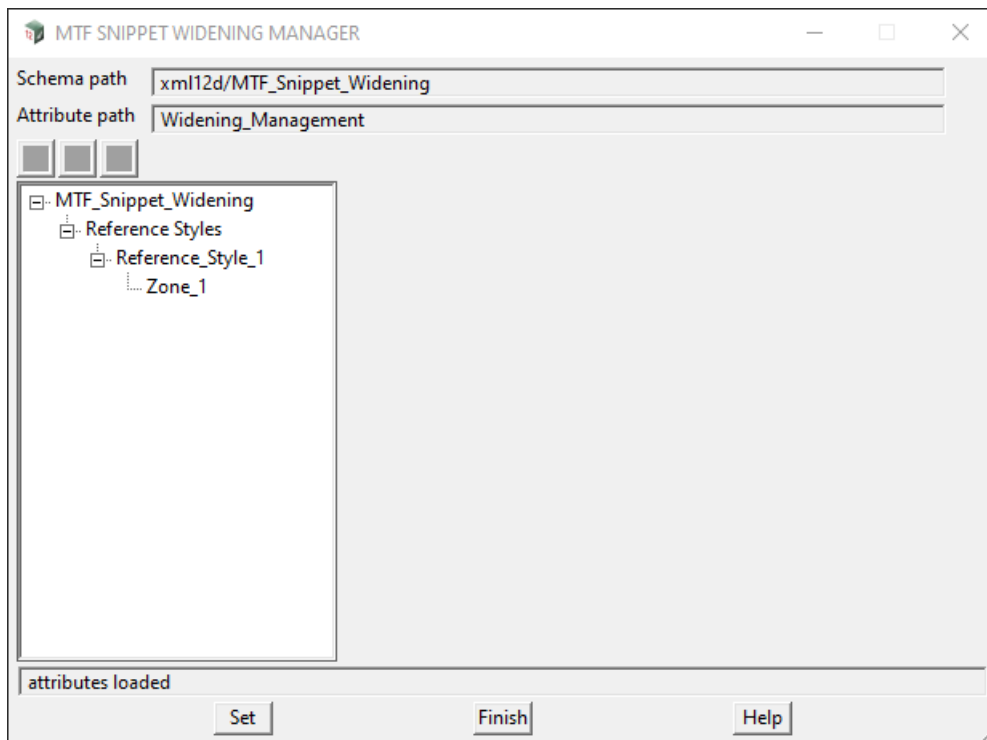 MTF SNIPPET WIDENING MANAGER
Schema path xml12d/MTF_Snippet_Widening
Attribute path Widening_Management
MTF_Snippet_Widening
Reference Styles
Reference_Style_1
Zone_1
attributes loaded
Set Finish Help